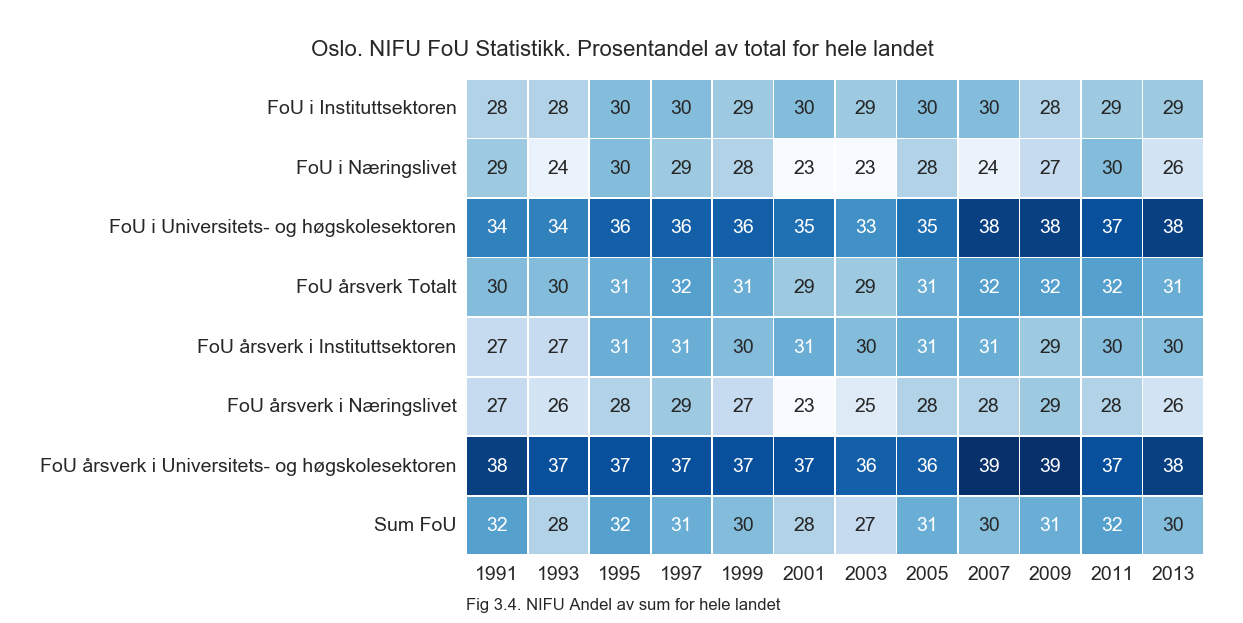 Oslo. NIFU FoU Statistikk. Prosentandel av total for hele landet
FoU i Instituttsektoren 28 28 30 30 29 30 29 30 30 28 29 29
FoU i Næringslivet 29 24 30 29 28 23 23 28 24 27 30 26
FoU i Universitets- og høgskolesektoren 34 34 36 36 36 35 33 35 38 38 37 38
FoU årsverk Totalt 30 30 31 32 31 29 29 31 32 32 32 31
FoU årsverk i Instituttsektoren 27 27 31 31 30 31 30 31 31 29 30 30
FoU årsverk i Næringslivet 27 26 28 29 27 23 25 28 28 29 28 26
FoU årsverk i Universitets- og høgskolesektoren 38 37 37 37 37 37 36 36 39 39 37 38
Sum FoU 32 28 32 31 30 28 27 31 30 31 32 30
1991 1993 1995 1997 1999 2001 2003 2005 2007 2009 2011 2013
Fig 3.4. NIFU Andel av sum for hele landet